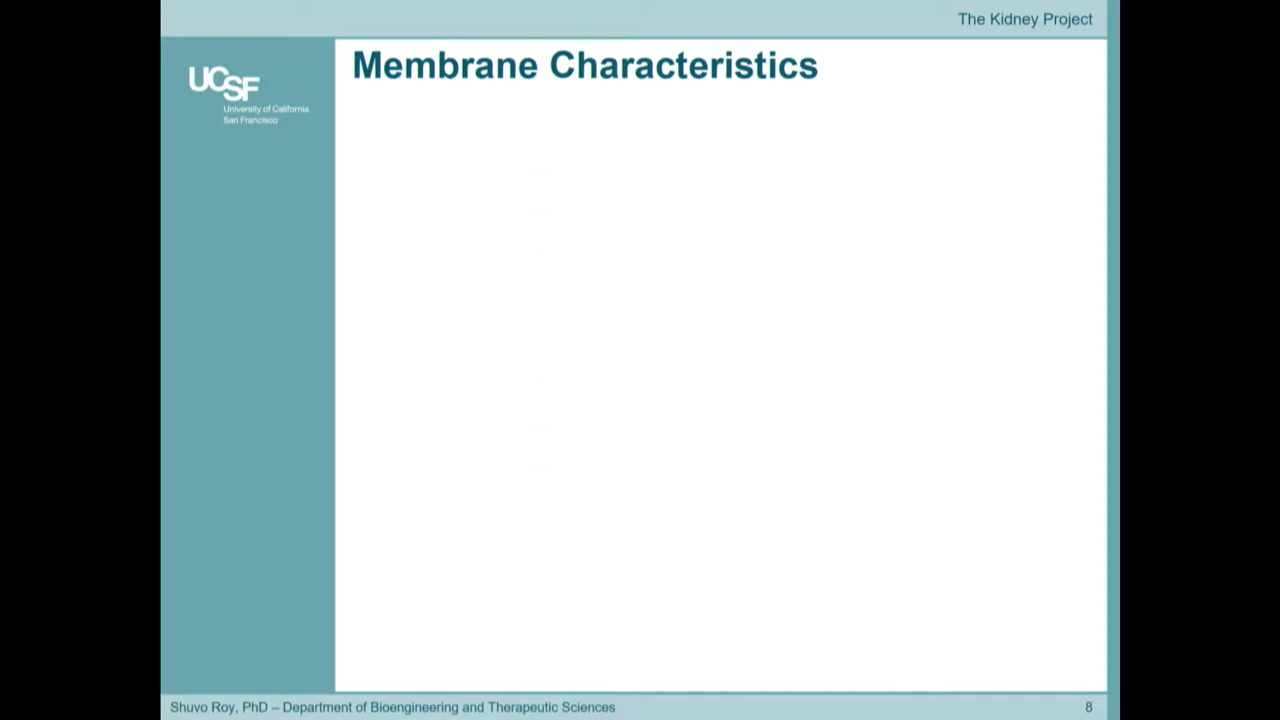 The Kidney Project
Membrane Characteristics
UCSF
University of California
San Francisco
Shuvo Roy, PhD – Department of Bioengineering and Therapeutic Sciences
8